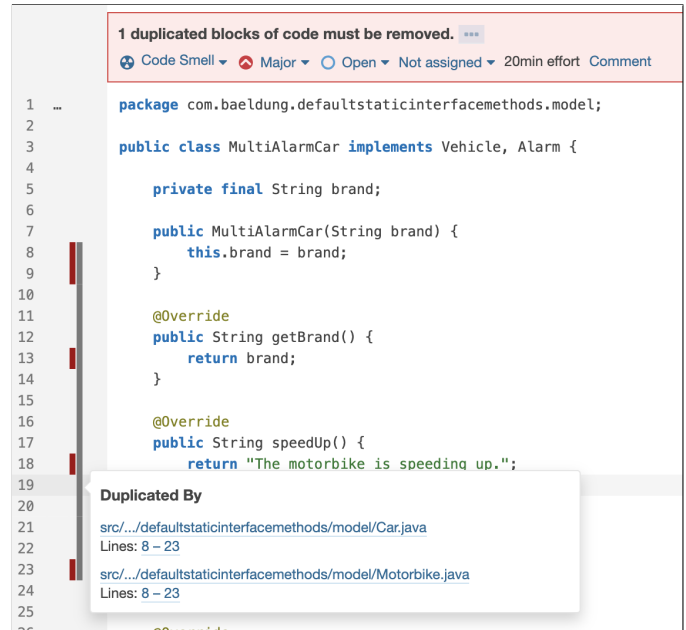 1 duplicated blocks of code must be removed.
Code Smell Major Open Not assigned 20min effort Comment
1 … package com.baeldung.defaultstaticinterfacemethods.model;
2
3 public class MultiAlarmCar implements Vehicle, Alarm {
4
5 private final String brand;
6
7 public MultiAlarmCar(String brand) {
8 this.brand = brand;
9 }
10
11 @Override
12 public String getBrand() {
13 return brand;
14 }
15
16 @Override
17 public String speedUp() {
18 return "The motorbike is speeding up.";
19
Duplicated By
20
21 src/.../defaultstaticinterfacemethods/model/Car.java
22 Lines: 8 – 23
23 src/.../defaultstaticinterfacemethods/model/Motorbike.java
24 Lines: 8 – 23
25
26 @Override